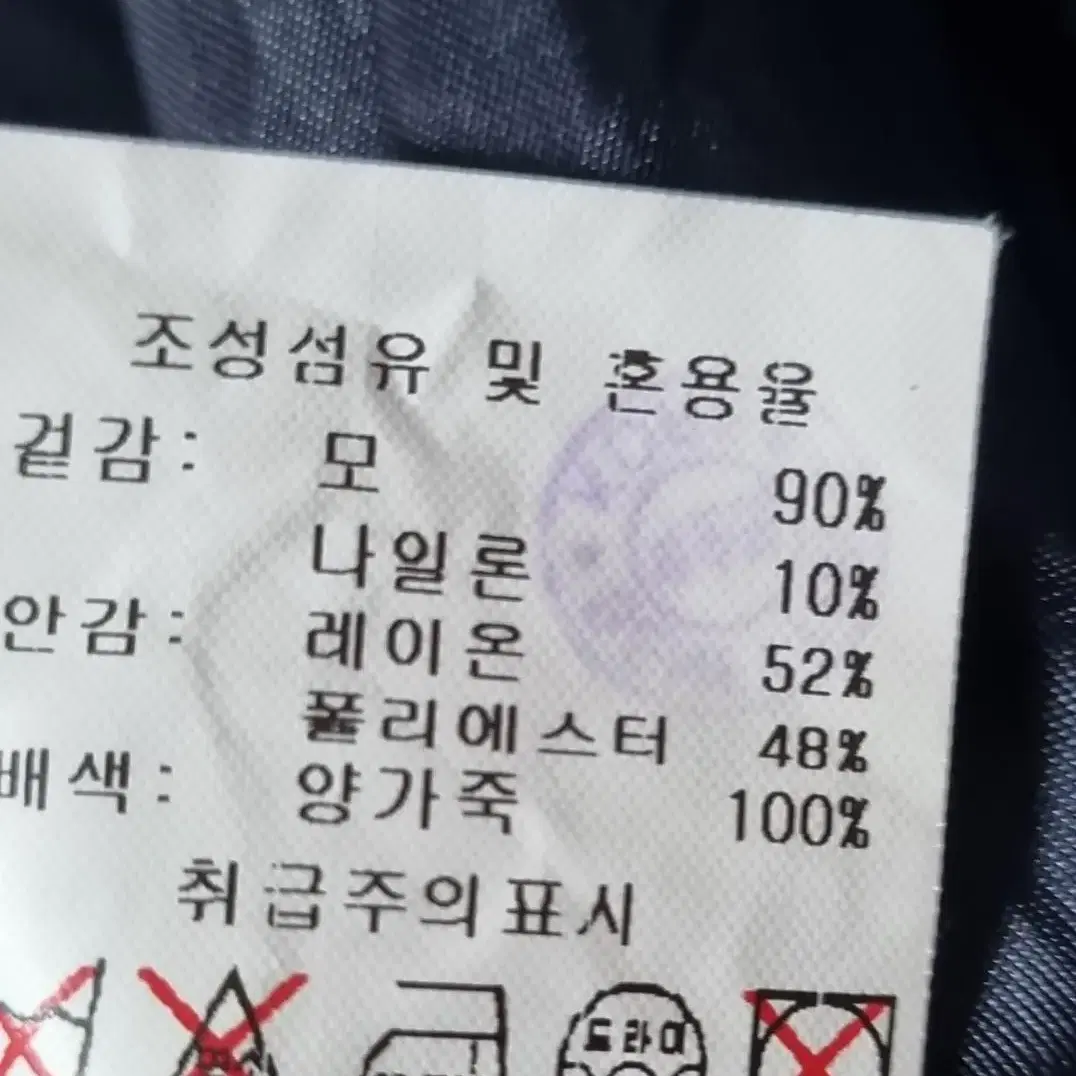 조성섬유 및 혼용율
겉감: 모 90%
나일론 10%
안감: 레이온 52%
폴리에스터 48%
배색: 양가죽 100%
취급주의표시
드라이